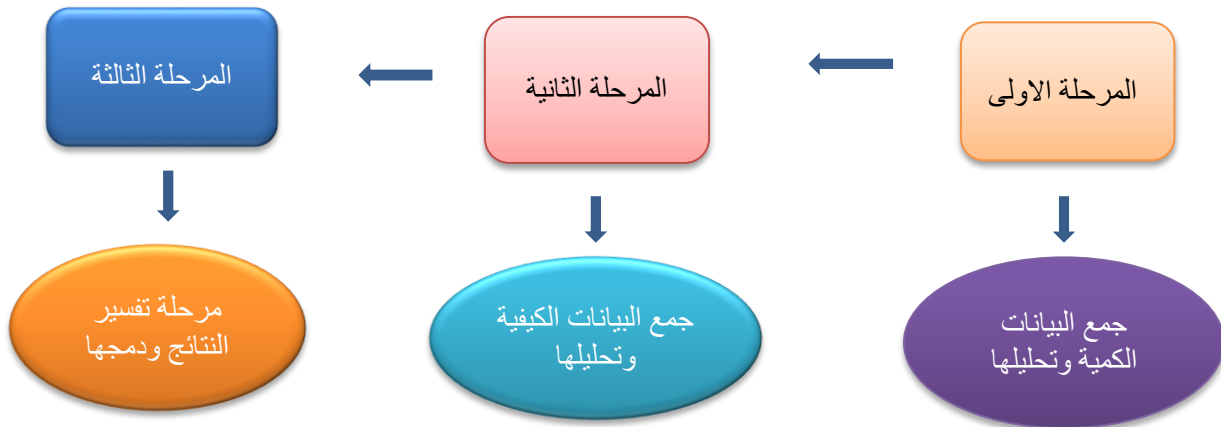 المرحلة الاولى
المرحلة الثانية
المرحلة الثالثة
جمع البيانات
الكمية وتحليلها
جمع البيانات الكيفية
وتحليلها
مرحلة تفسير
النتائج ودمجها